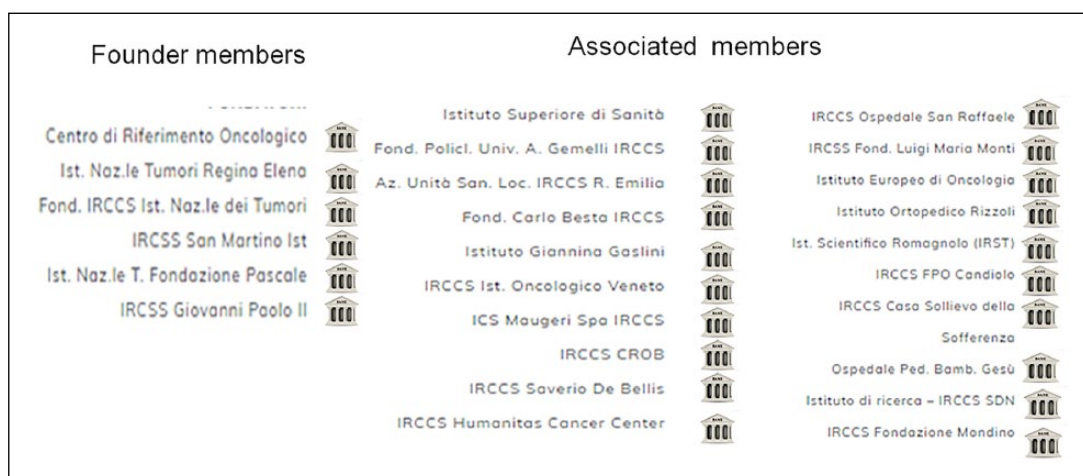 Founder members
Associated members
Centro di Riferimento Oncologico
Ist. Naz.le Tumori Regina Elena
Fond. IRCCS Ist. Naz.le dei Tumori
IRCSS San Martino Ist
Ist. Naz.le T. Fondazione Pascale
IRCSS Giovanni Paolo II
Istituto Superiore di Sanità
Fond. Policl. Univ. A. Gemelli IRCCS
Az. Unità San. Loc. IRCCS R. Emilia
Fond. Carlo Besta IRCCS
Istituto Giannina Gaslini
IRCCS Ist. Oncologico Veneto
ICS Maugeri Spa IRCCS
IRCCS CROB
IRCCS Saverio De Bellis
IRCCS Humanitas Cancer Center
IRCCS Ospedale San Raffaele
IRCSS Fond. Luigi Maria Monti
Istituto Europeo di Oncologia
Istituto Ortopedico Rizzoli
Ist. Scientifico Romagnolo (IRST)
IRCCS FPO Candiolo
IRCCS Casa Sollievo della
Sofferenza
Ospedale Ped. Bamb. Gesù
Istituto di ricerca – IRCCS SDN
IRCCS Fondazione Mondino